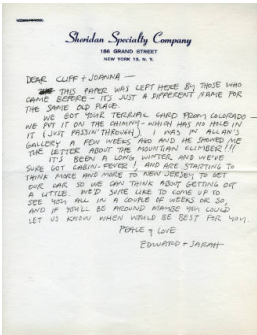 Sheridan Specialty Company
186 GRAND STREET
NEW YORK 13, N. Y.
DEAR CLIFF + JOANNA —
THIS PAPER WAS LEFT HERE BY THOSE WHO
CAME BEFORE — IT'S JUST A DIFFERENT NAME FOR
THE SAME OLD PLACE.
WE GOT YOUR TERRIAL CARD FROM COLORADO —
WE PUT IT ON THE CHIMNY — WHICH HAS NO HOLE IN
IT (JUST PASSIN' THROUGH). I WAS IN ALLAN'S
GALLERY A FEW WEEKS AGO AND HE SHOWED ME
THE LETTER ABOUT THE MOUNTIAN CLIMBER!!!
IT'S BEEN A LONG, WINTER AND WE'VE
SURE GOT CABIN-FEVER, AND ARE STARTING TO
THINK MORE AND MORE TO NEW JERSEY TO GET
OUR CAR SO WE CAN THINK ABOUT GETTING OUT
A LITTLE. WE'D SURE LIKE TO COME UP TO
SEE YOU ALL IN A COUPLE OF WEEKS OR SO,
AND IF YOU'LL BE AROUND MAYBE YOU COULD
LET US KNOW WHEN WOULD BE BEST FOR YOU.
PEACE & LOVE
EDWARD + SARAH